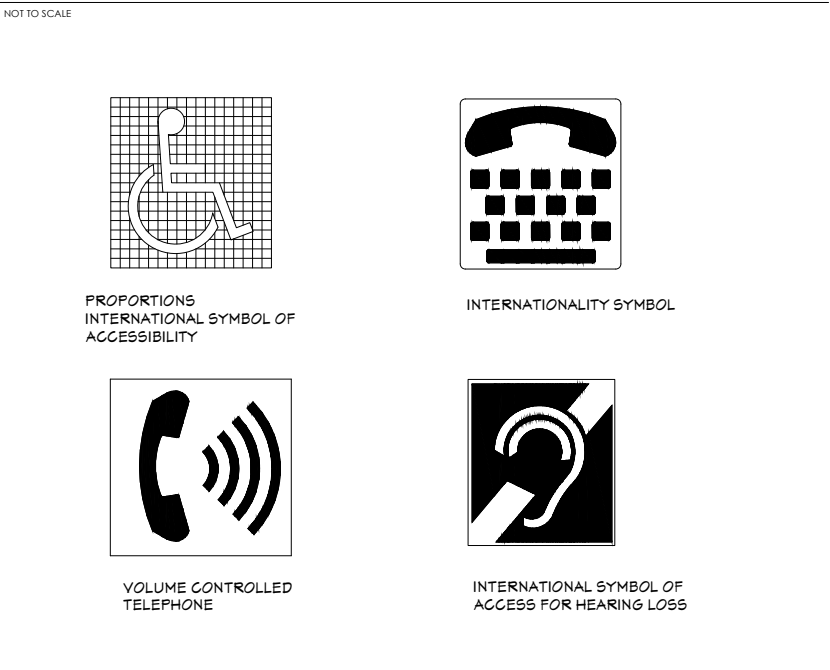 NOT TO SCALE
PROPORTIONS
INTERNATIONAL SYMBOL OF
ACCESSIBILITY
INTERNATIONALITY SYMBOL
VOLUME CONTROLLED
TELEPHONE
INTERNATIONAL SYMBOL OF
ACCESS FOR HEARING LOSS